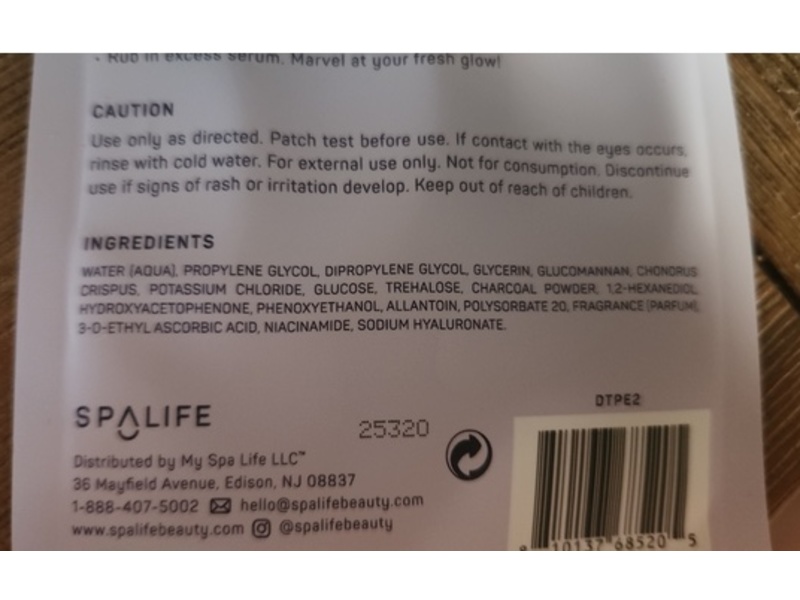 • Rub in excess serum. Marvel at your fresh glow!
CAUTION
Use only as directed. Patch test before use. If contact with the eyes occurs,
rinse with cold water. For external use only. Not for consumption. Discontinue
use if signs of rash or irritation develop. Keep out of reach of children.
INGREDIENTS
WATER (AQUA), PROPYLENE GLYCOL, DIPROPYLENE GLYCOL, GLYCERIN, GLUCOMANNAN, CHONDRUS
CRISPUS, POTASSIUM CHLORIDE, GLUCOSE, TREHALOSE, CHARCOAL POWDER, 1,2-HEXANEDIOL,
HYDROXYACETOPHENONE, PHENOXYETHANOL, ALLANTOIN, POLYSORBATE 20, FRAGRANCE (PARFUM),
3-O-ETHYL ASCORBIC ACID, NIACINAMIDE, SODIUM HYALURONATE.
SPALIFE
25320
DTPE2
Distributed by My Spa Life LLC™
36 Mayfield Avenue, Edison, NJ 08837
1-888-407-5002 hello@spalifebeauty.com
www.spalifebeauty.com @spalifebeauty
10137 68520 5